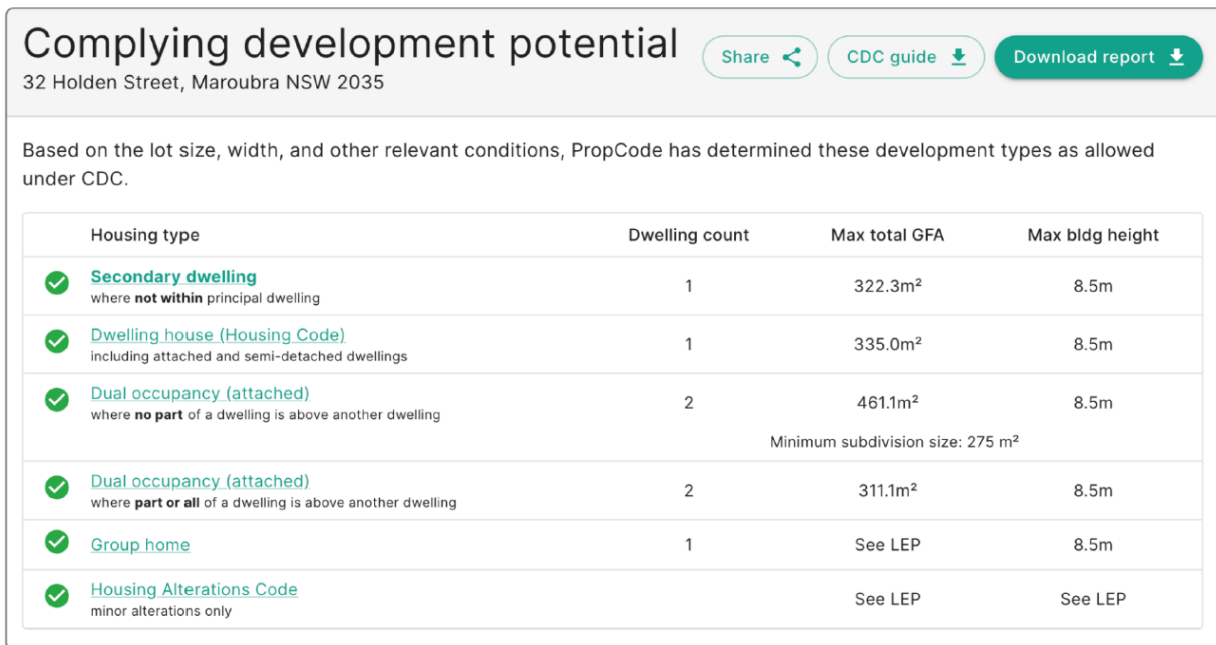 Complying development potential
32 Holden Street, Maroubra NSW 2035
Share
CDC guide
Download report
Based on the lot size, width, and other relevant conditions, PropCode has determined these development types as allowed
under CDC.
Housing type Dwelling count Max total GFA Max bldg height
Secondary dwelling
where not within principal dwelling
1 322.3m² 8.5m
Dwelling house (Housing Code)
including attached and semi-detached dwellings
1 335.0m² 8.5m
Dual occupancy (attached)
where no part of a dwelling is above another dwelling
2 461.1m² 8.5m
Minimum subdivision size: 275 m²
Dual occupancy (attached)
where part or all of a dwelling is above another dwelling
2 311.1m² 8.5m
Group home 1 See LEP 8.5m
Housing Alterations Code
minor alterations only
See LEP See LEP